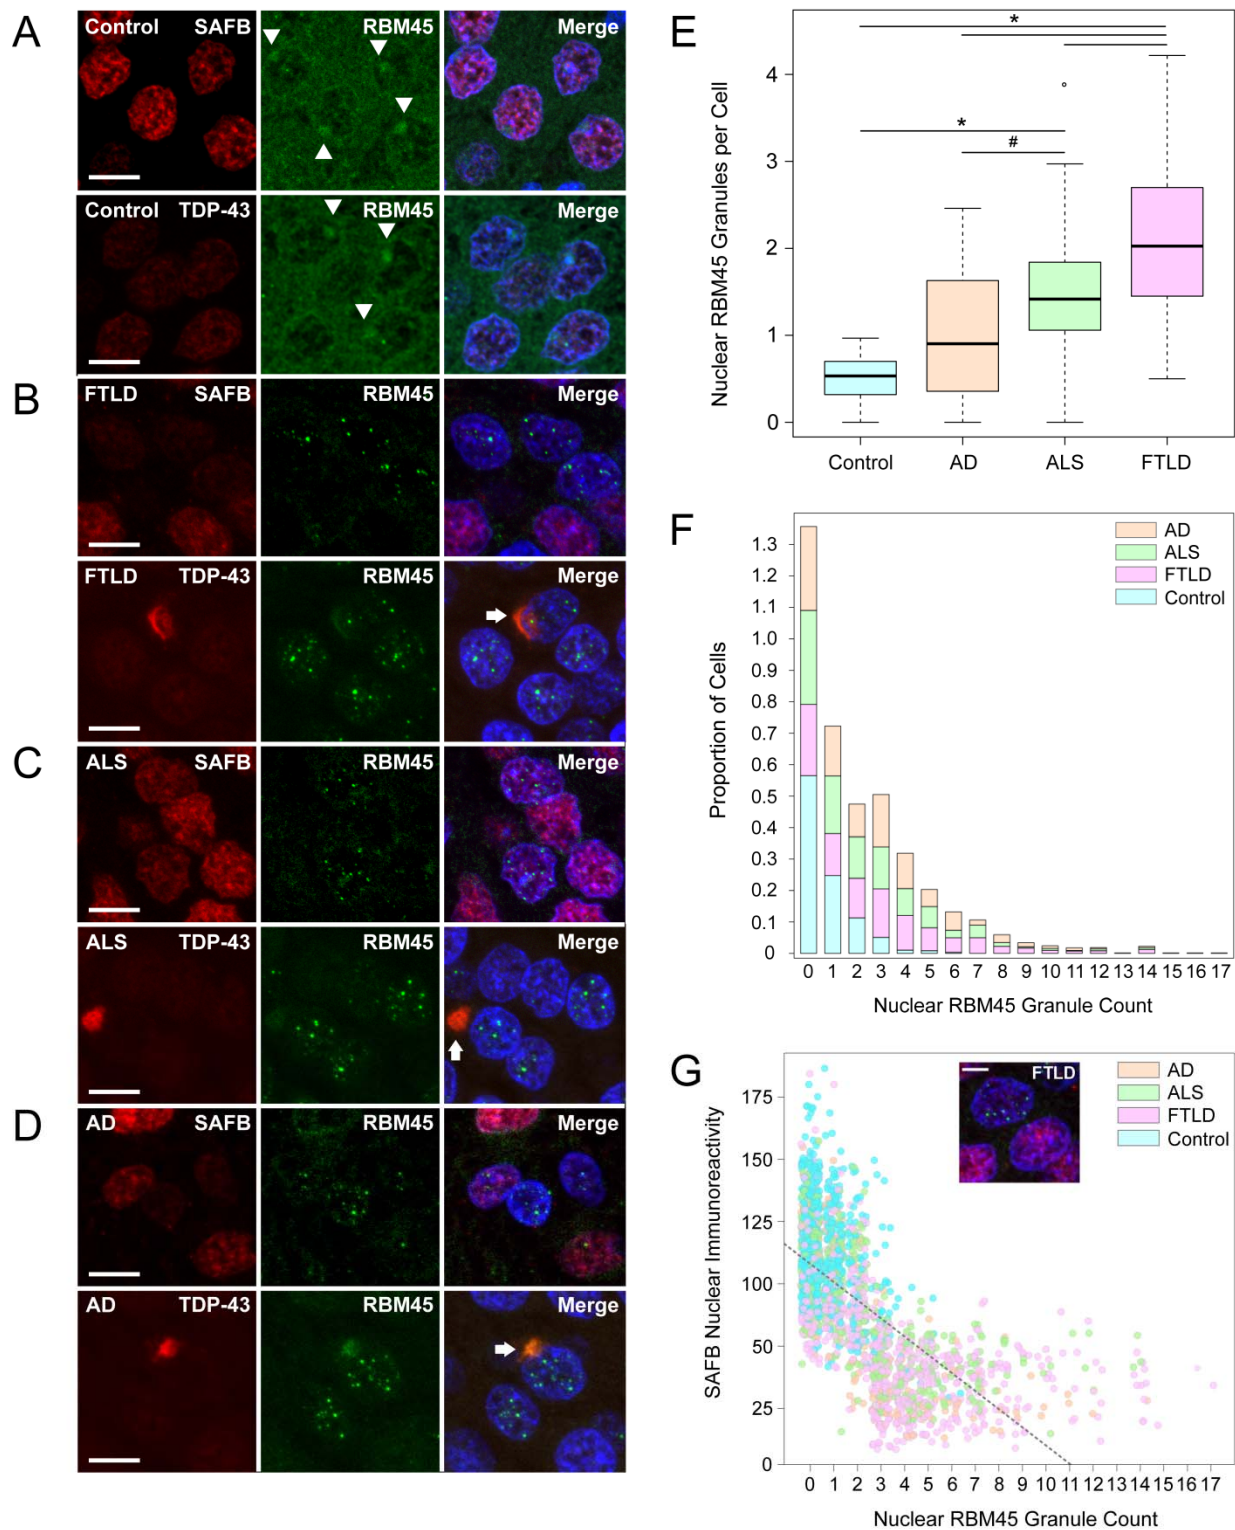 A
Control SAFB RBM45 Merge
Control TDP-43 RBM45 Merge
B
FTLD SAFB RBM45 Merge
FTLD TDP-43 RBM45 Merge
C
ALS SAFB RBM45 Merge
ALS TDP-43 RBM45 Merge
D
AD SAFB RBM45 Merge
AD TDP-43 RBM45 Merge
E
Nuclear RBM45 Granules per Cell
4
3
2
1
0
*
*
#
Control AD ALS FTLD
F
Proportion of Cells
1.3
1.2
1.1
1.0
0.9
0.8
0.7
0.6
0.5
0.4
0.3
0.2
0.1
0
AD
ALS
FTLD
Control
0 1 2 3 4 5 6 7 8 9 10 11 12 13 14 15 16 17
Nuclear RBM45 Granule Count
G
SAFB Nuclear Immunoreactivity
175
150
125
100
50
50
25
0
FTLD
AD
ALS
FTLD
Control
0 1 2 3 4 5 6 7 8 9 10 11 12 13 14 15 16 17
Nuclear RBM45 Granule Count